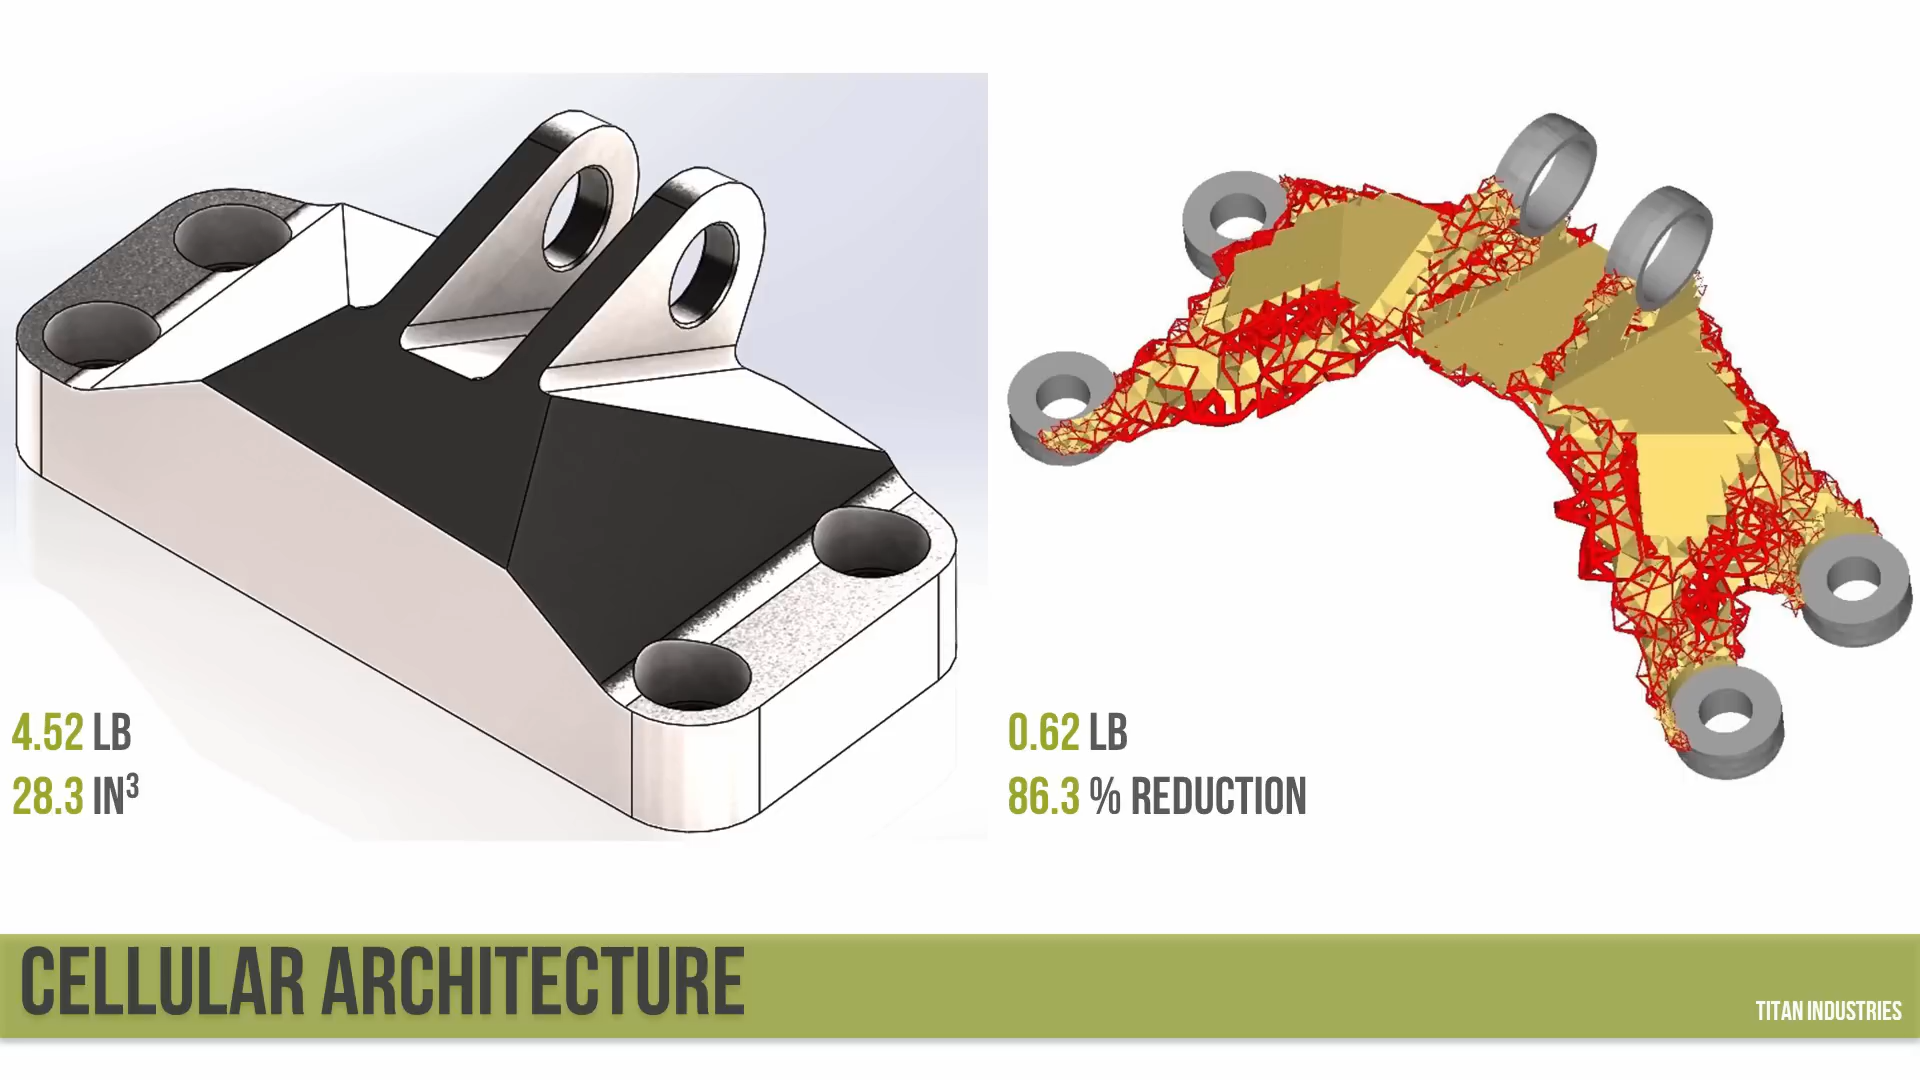 4.52 LB
28.3 IN³
0.62 LB
86.3 % REDUCTION
CELLULAR ARCHITECTURE
TITAN INDUSTRIES